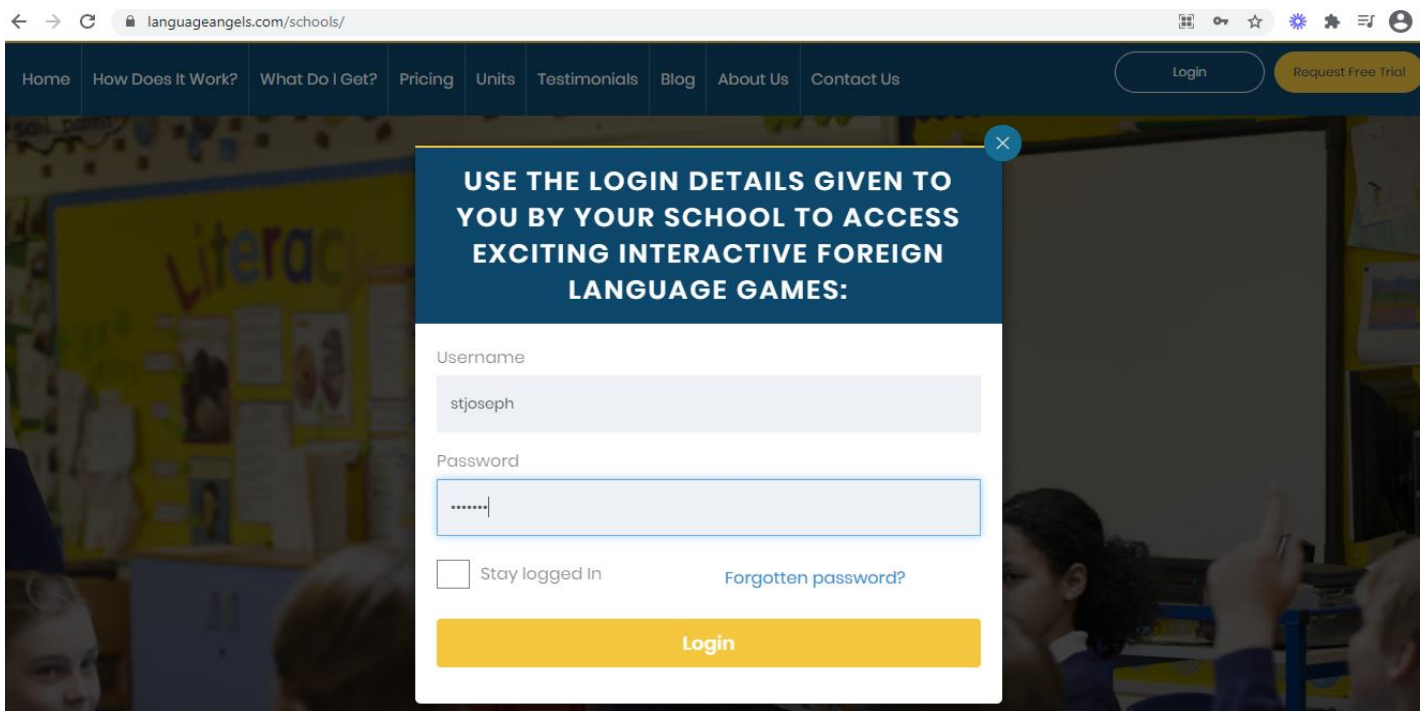 languageangels.com/schools/
Home How Does It Work? What Do I Get? Pricing Units Testimonials Blog About Us Contact Us Login Request Free Trial
Literacy
USE THE LOGIN DETAILS GIVEN TO
YOU BY YOUR SCHOOL TO ACCESS
EXCITING INTERACTIVE FOREIGN
LANGUAGE GAMES:
Username
stjoseph
Password
•••••••
Stay logged In Forgotten password?
Login